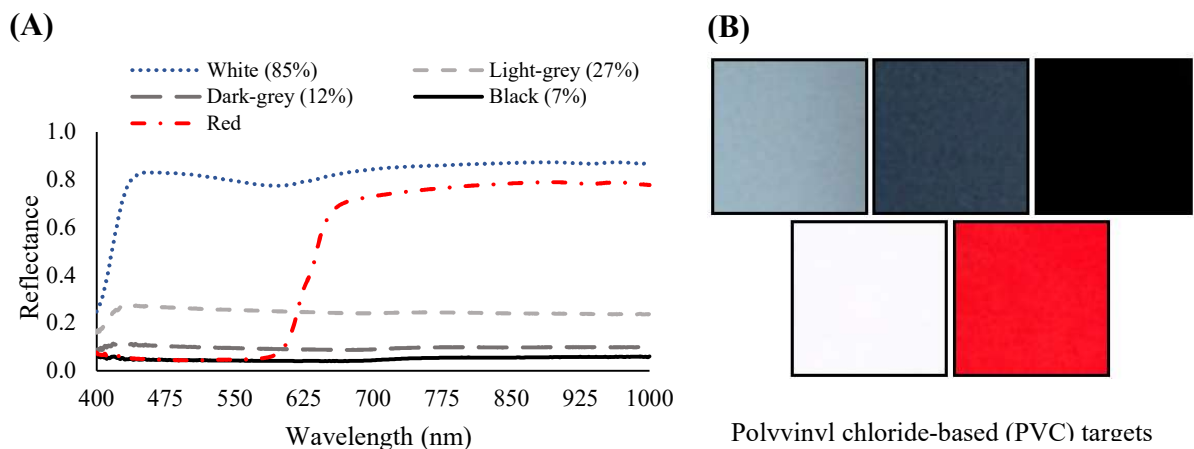 (A)
White (85%)
Light-grey (27%)
Dark-grey (12%)
Black (7%)
Red
1.0
0.8
0.6
0.4
0.2
0.0
Reflectance
400 475 550 625 700 775 850 925 1000
Wavelength (nm)
(B)
Polyvinyl chloride-based (PVC) targets